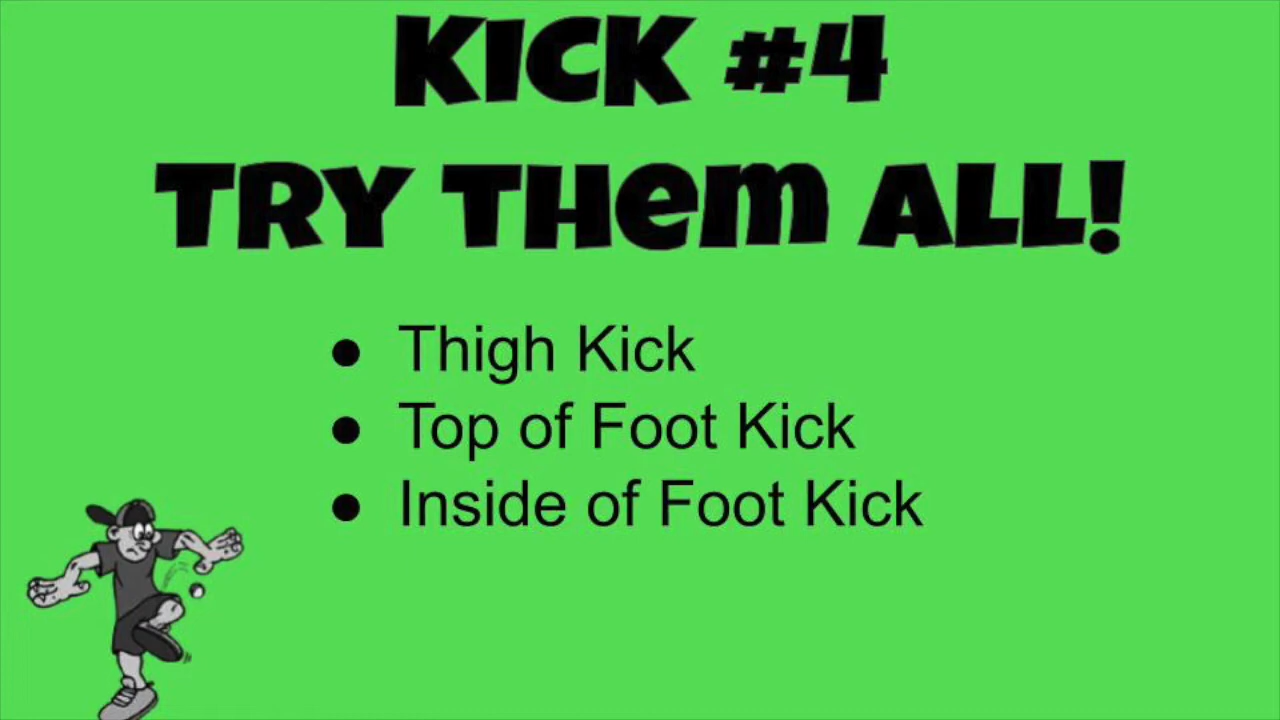 KICK #4
TRY THem ALL!
● Thigh Kick
● Top of Foot Kick
● Inside of Foot Kick